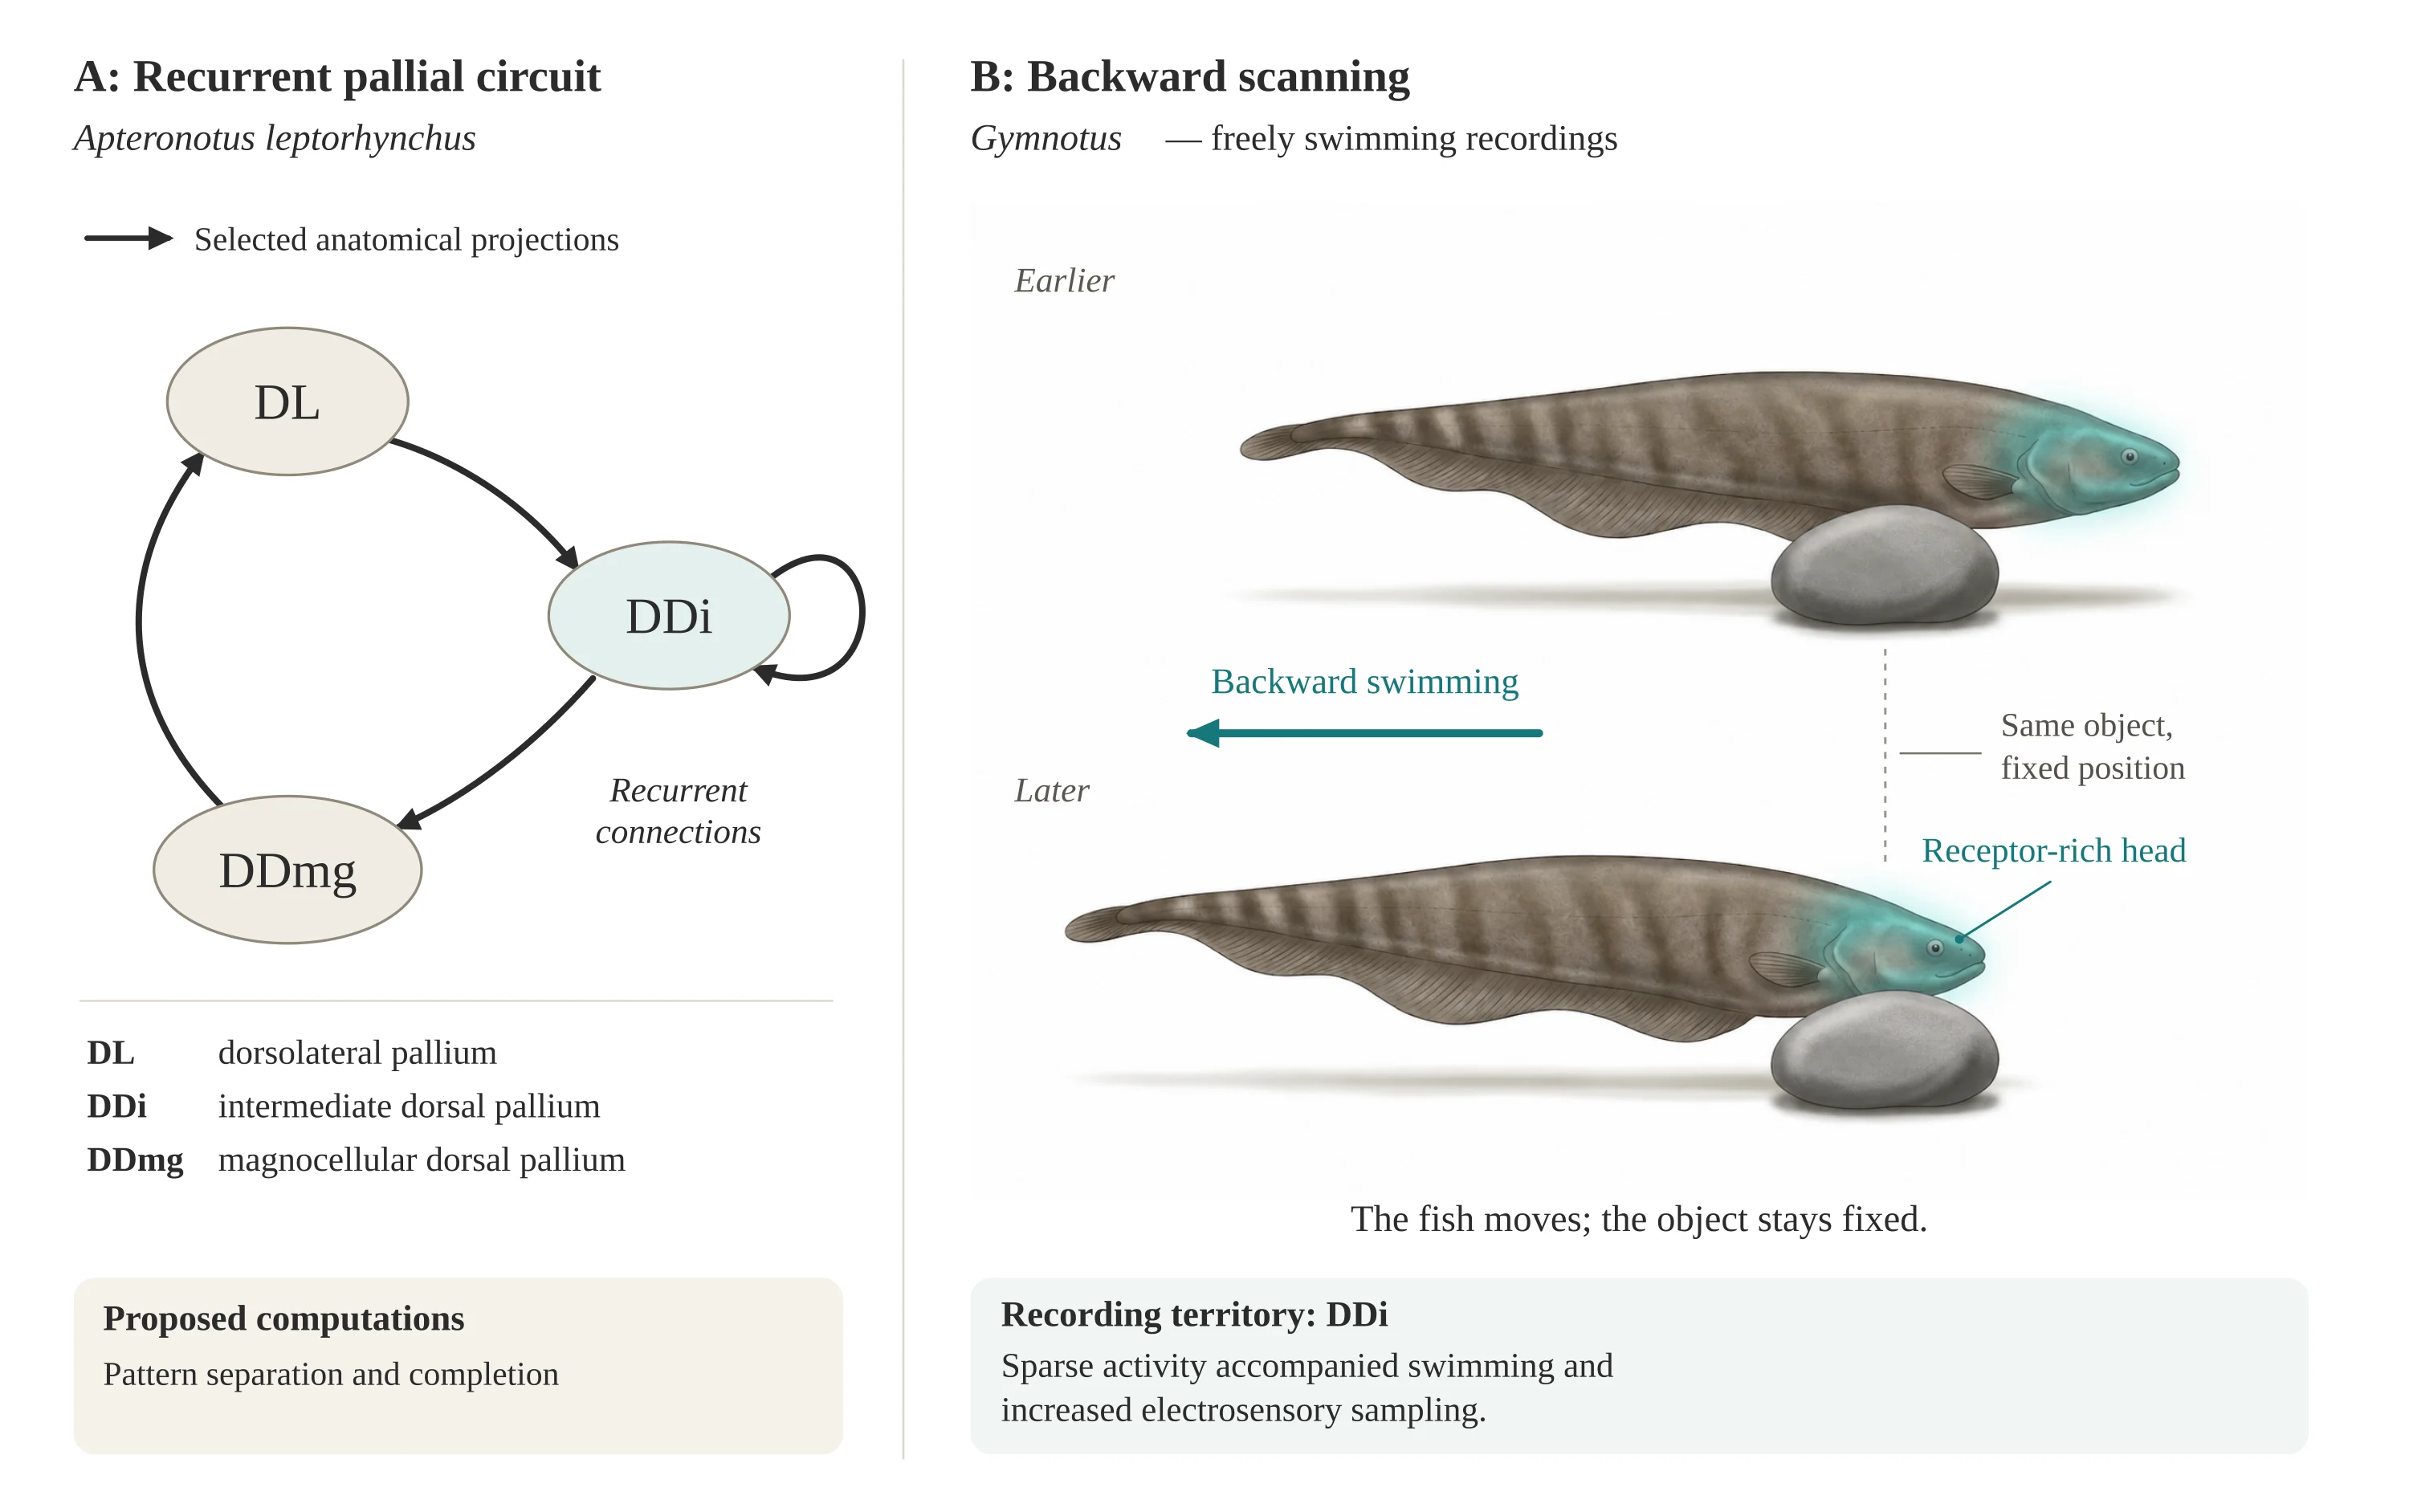 A: Recurrent pallial circuit
Apteronotus leptorhynchus
Selected anatomical projections
DL
DDi
DDmg
Recurrent
connections
DL dorsolateral pallium
DDi intermediate dorsal pallium
DDmg magnocellular dorsal pallium
Proposed computations
Pattern separation and completion
B: Backward scanning
Gymnotus — freely swimming recordings
Earlier
Backward swimming
Same object,
fixed position
Later
Receptor-rich head
The fish moves; the object stays fixed.
Recording territory: DDi
Sparse activity accompanied swimming and
increased electrosensory sampling.